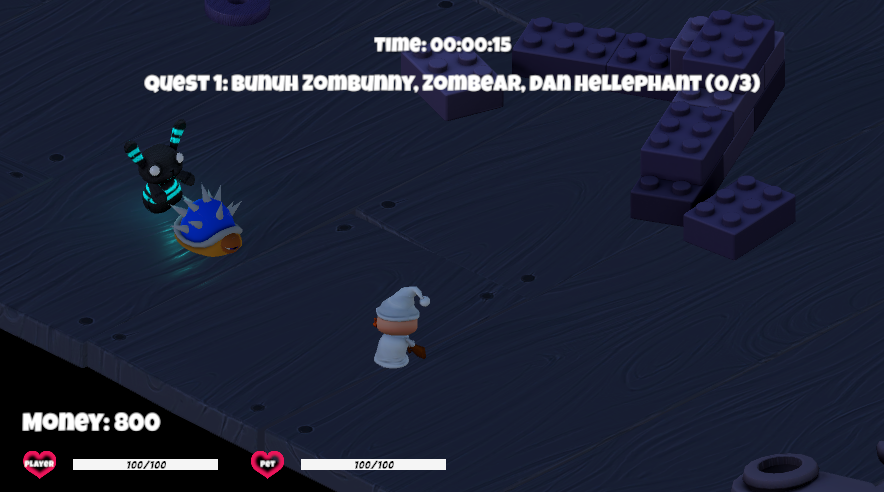 Time: 00:00:15
Quest 1: Bunuh Zombunny, Zombear, dan Hellephant (0/3)
Money: 800
PLAYER 100/100 PET 100/100